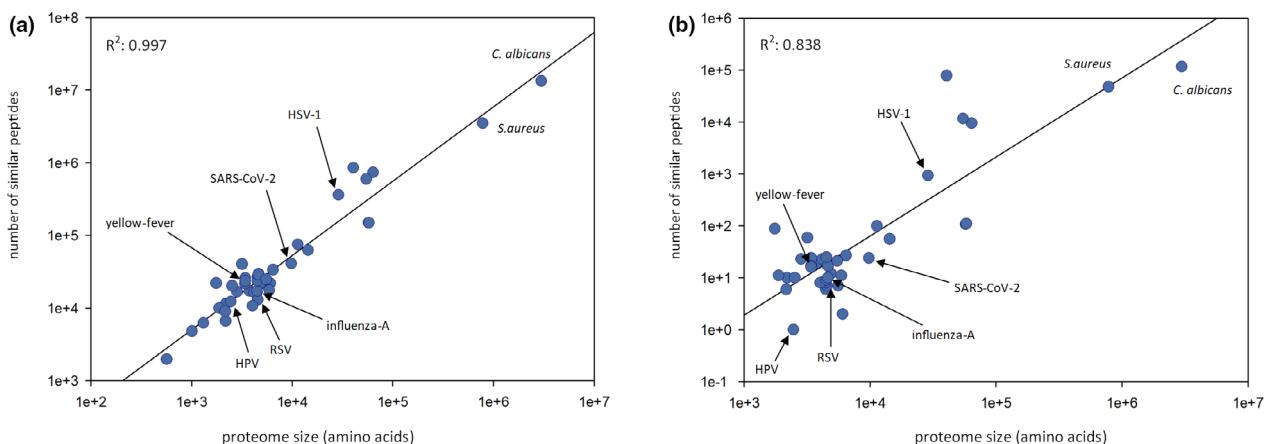 (a)
R²: 0.997
1e+8
1e+7
1e+6
1e+5
1e+4
1e+3
number of similar peptides
C. albicans
S.aureus
HSV-1
SARS-CoV-2
yellow-fever
influenza-A
RSV
HPV
1e+2
1e+3
1e+4
1e+5
1e+6
1e+7
proteome size (amino acids)
(b)
R²: 0.838
1e+6
1e+5
1e+4
1e+3
1e+2
1e+1
1e+0
1e-1
number of similar peptides
S.aureus
C. albicans
HSV-1
yellow-fever
SARS-CoV-2
influenza-A
RSV
HPV
1e+3
1e+4
1e+5
1e+6
1e+7
proteome size (amino acids)